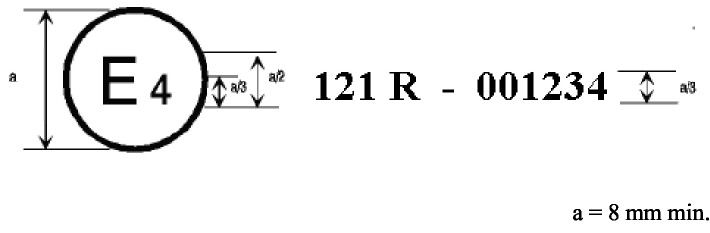 a E 4 a/3 a/2 121 R - 001234 a/3
a = 8 mm min.